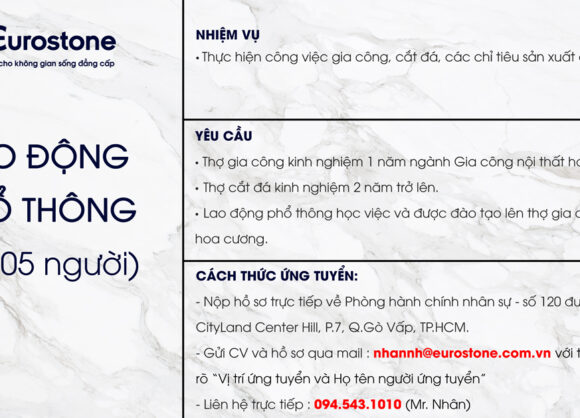 Eurostone
cho không gian sống đẳng cấp
O ĐỘNG
Ổ THÔNG
05 người)
NHIỆM VỤ
• Thực hiện công việc gia công, cắt đá, các chỉ tiêu sản xuất
YÊU CẦU
• Thợ gia công kinh nghiệm 1 năm ngành Gia công nội thất
• Thợ cắt đá kinh nghiệm 2 năm trở lên.
• Lao động phổ thông học việc và được đào tạo lên thợ gia
hoa cương.
CÁCH THỨC ỨNG TUYỂN:
- Nộp hồ sơ trực tiếp về Phòng hành chính nhân sự - số 120
CityLand Center Hill, P.7, Q.Gò Vấp, TP.HCM.
- Gửi CV và hồ sơ qua mail : nhannh@eurostone.com.vn với
rõ “Vị trí ứng tuyển và Họ tên người ứng tuyển”
- Liên hệ trực tiếp : 094.543.1010 (Mr. Nhân)